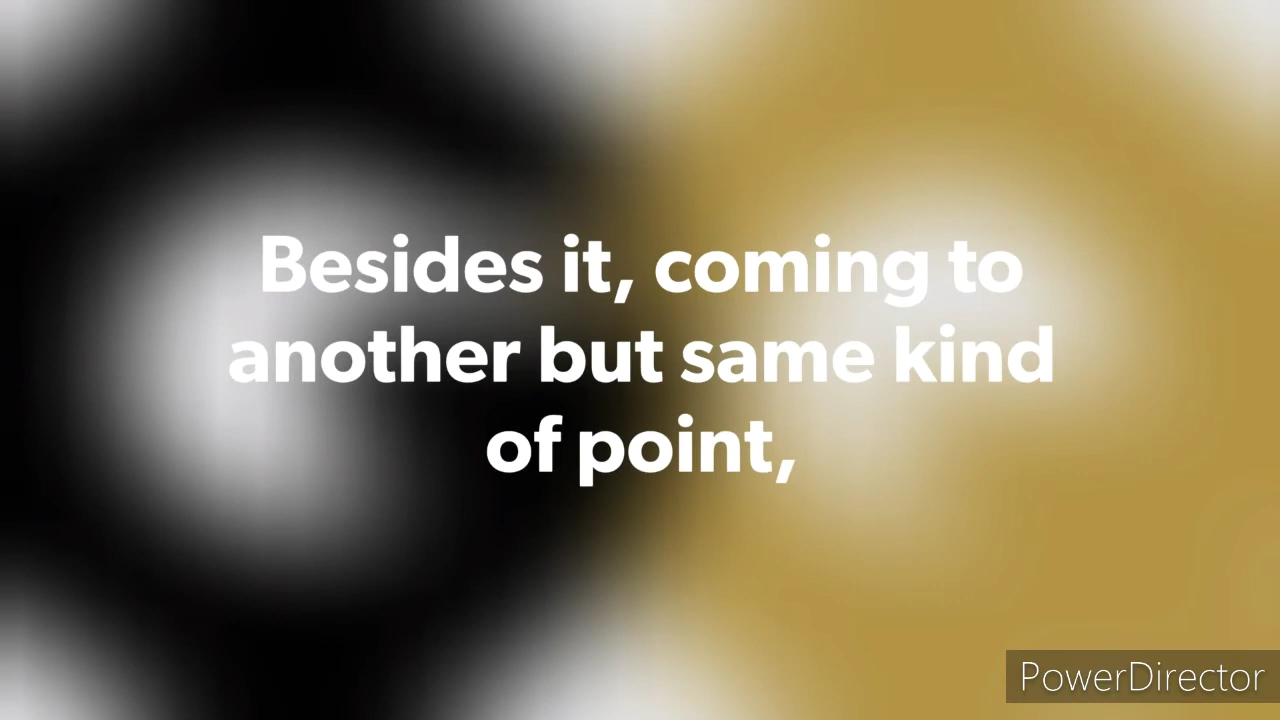 Besides it, coming to
another but same kind
of point,
PowerDirector